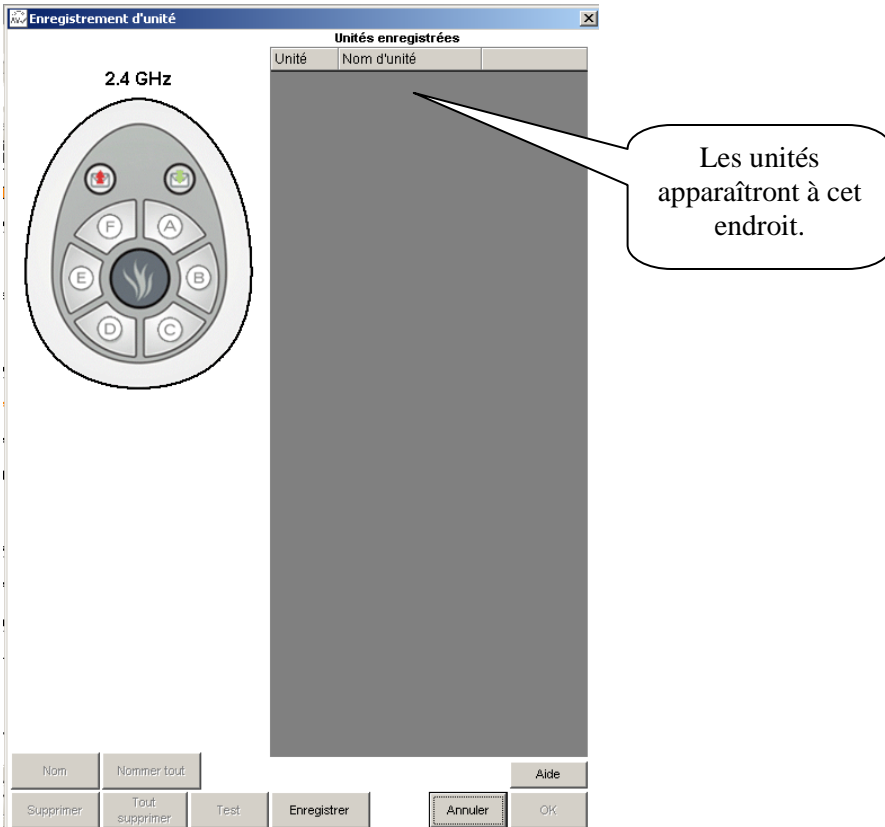 Enregistrement d'unité
Unités enregistrées
Unité Nom d'unité
2.4 GHz
F A
E B
D C
Les unités
apparaîtront à cet
endroit.
Nom Nommer tout
Aide
Supprimer Tout
supprimer Test Enregistrer Annuler OK